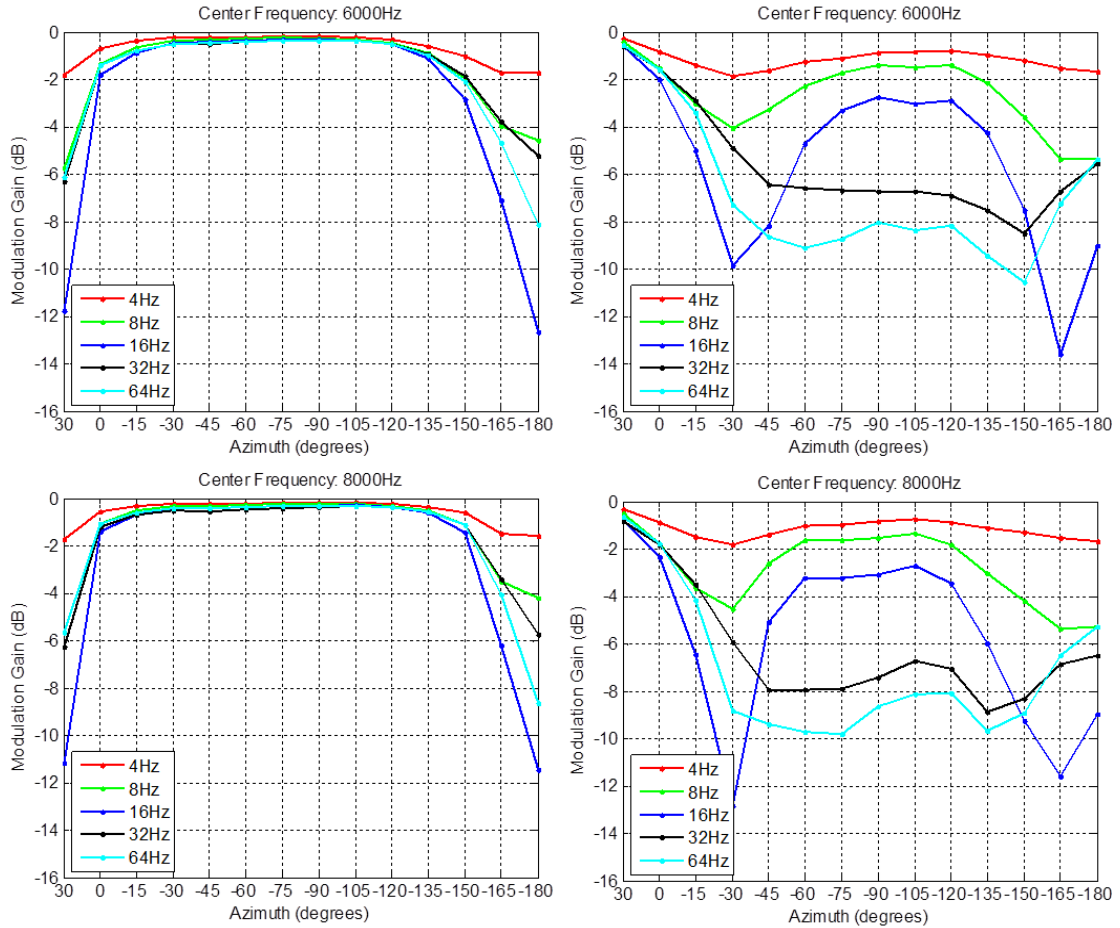 Center Frequency: 6000Hz
0
-2
-4
-6
-8
-10
-12
-14
-16
Modulation Gain (dB)
4Hz
8Hz
16Hz
32Hz
64Hz
30 0 -15 -30 -45 -60 -75 -90 -105 -120 -135 -150 -165 -180
Azimuth (degrees)
Center Frequency: 6000Hz
0
-2
-4
-6
-8
-10
-12
-14
-16
Modulation Gain (dB)
4Hz
8Hz
16Hz
32Hz
64Hz
30 0 -15 -30 -45 -60 -75 -90 -105 -120 -135 -150 -165 -180
Azimuth (degrees)
Center Frequency: 8000Hz
0
-2
-4
-6
-8
-10
-12
-14
-16
Modulation Gain (dB)
4Hz
8Hz
16Hz
32Hz
64Hz
30 0 -15 -30 -45 -60 -75 -90 -105 -120 -135 -150 -165 -180
Azimuth (degrees)
Center Frequency: 8000Hz
0
-2
-4
-6
-8
-10
-12
-14
-16
Modulation Gain (dB)
4Hz
8Hz
16Hz
32Hz
64Hz
30 0 -15 -30 -45 -60 -75 -90 -105 -120 -135 -150 -165 -180
Azimuth (degrees)